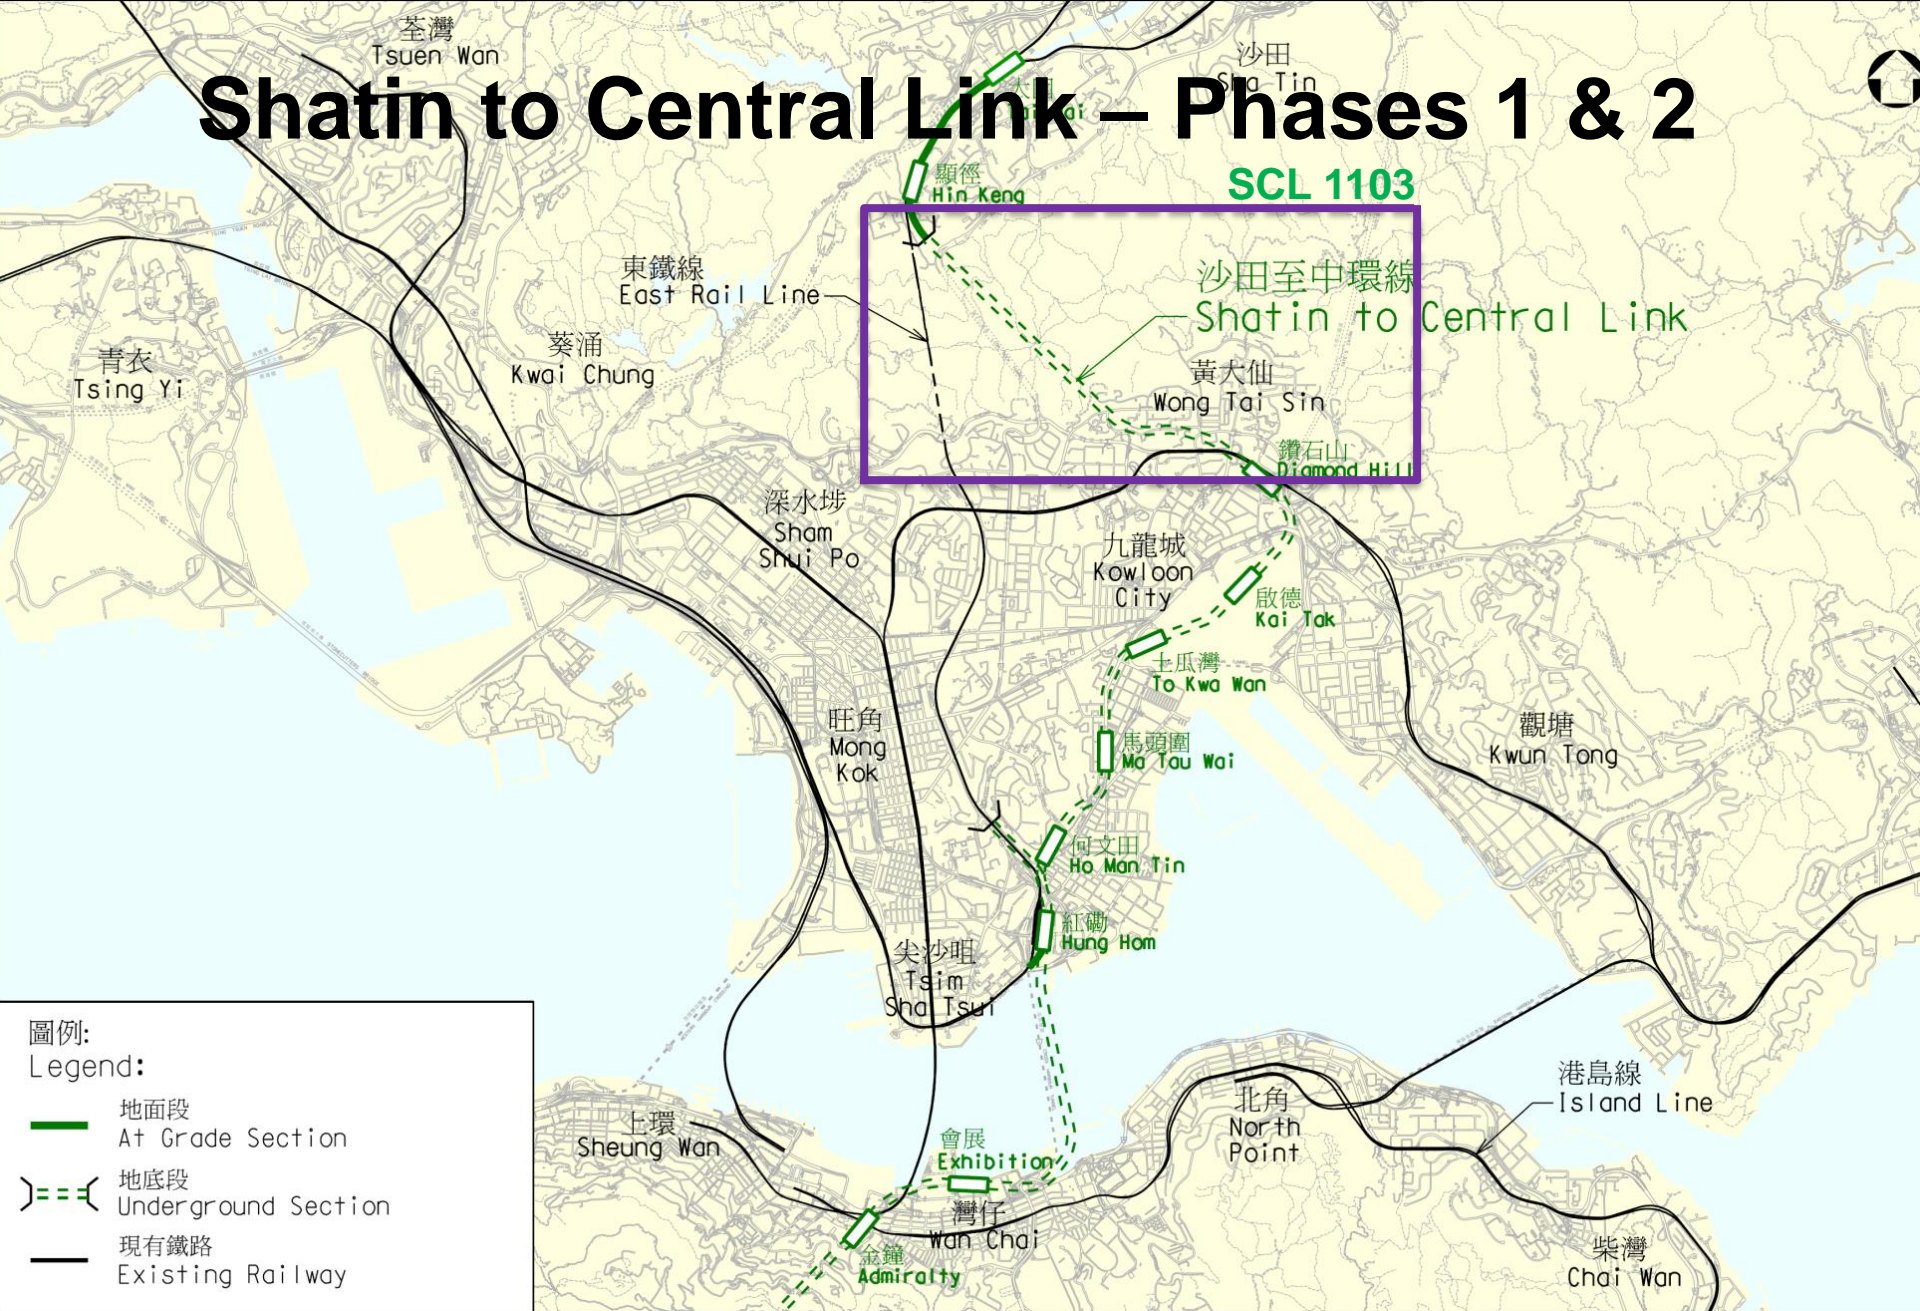 荃灣
Tsuen Wan
沙田
Sha Tin
Shatin to Central Link – Phases 1 & 2
大圍
Tai Wai
顯徑
Hin Keng
SCL 1103
東鐵線
East Rail Line
沙田至中環線
Shatin to Central Link
青衣
Tsing Yi
葵涌
Kwai Chung
黃大仙
Wong Tai Sin
鑽石山
Diamond Hill
深水埗
Sham
Shui Po
九龍城
Kowloon
City
啟德
Kai Tak
土瓜灣
To Kwa Wan
旺角
Mong
Kok
馬頭圍
Ma Tau Wai
觀塘
Kwun Tong
何文田
Ho Man Tin
紅磡
Hung Hom
尖沙咀
Tsim
Sha Tsui
圖例:
Legend:
地面段
At Grade Section
地底段
Underground Section
現有鐵路
Existing Railway
上環
Sheung Wan
會展
Exhibition
灣仔
Wan Chai
金鐘
Admiralty
北角
North
Point
港島線
Island Line
柴灣
Chai Wan